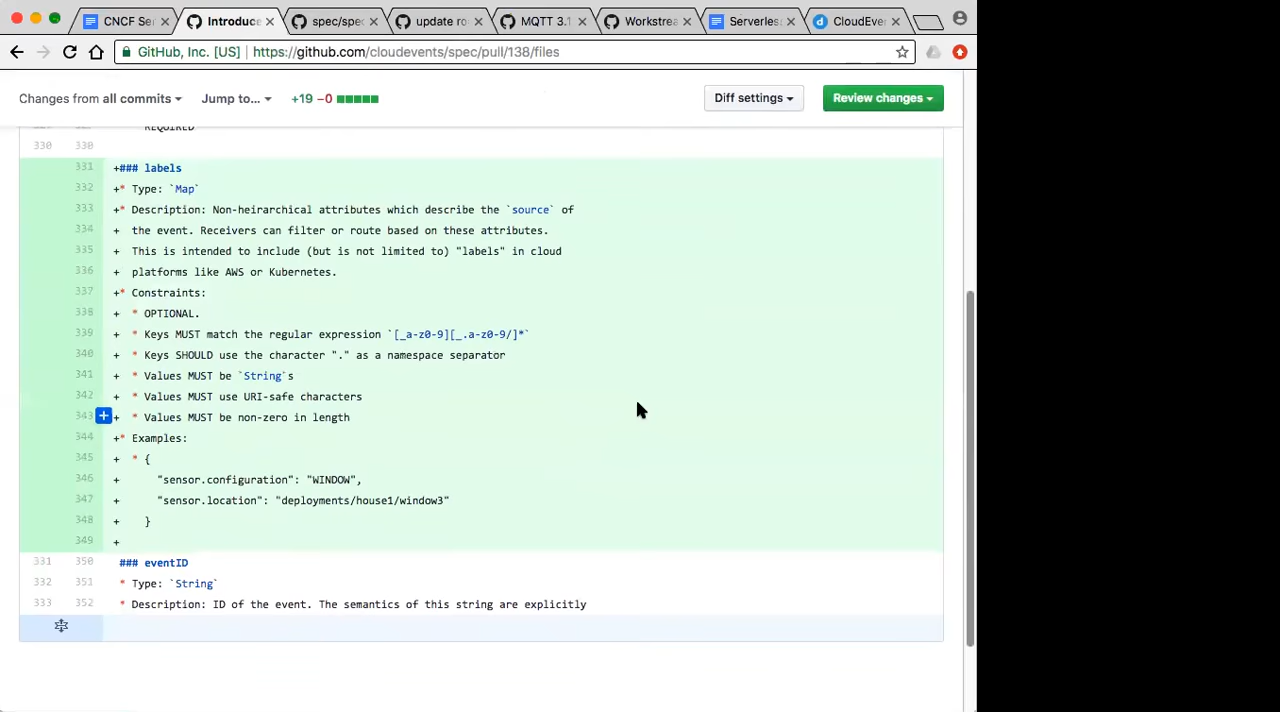 CNCF Se
Introduce
spec/spec
update ro
MQTT 3.1
Workstrea
Serverless
CloudEven
GitHub, Inc. [US] | https://github.com/cloudevents/spec/pull/138/files
Changes from all commits
Jump to...
+19 −0
Diff settings
Review changes
REQUIRED
330 330
331 +### labels
332 +* Type: `Map`
333 +* Description: Non-heirarchical attributes which describe the `source` of
334 + the event. Receivers can filter or route based on these attributes.
335 + This is intended to include (but is not limited to) "labels" in cloud
336 + platforms like AWS or Kubernetes.
337 +* Constraints:
338 + * OPTIONAL.
339 + * Keys MUST match the regular expression `[_a-z0-9][_.a-z0-9/]*`
340 + * Keys SHOULD use the character "." as a namespace separator
341 + * Values MUST be `String`s
342 + * Values MUST use URI-safe characters
343 + * Values MUST be non-zero in length
344 +* Examples:
345 + * {
346 + "sensor.configuration": "WINDOW",
347 + "sensor.location": "deployments/house1/window3"
348 + }
349 +
331 350 ### eventID
332 351 * Type: `String`
333 352 * Description: ID of the event. The semantics of this string are explicitly